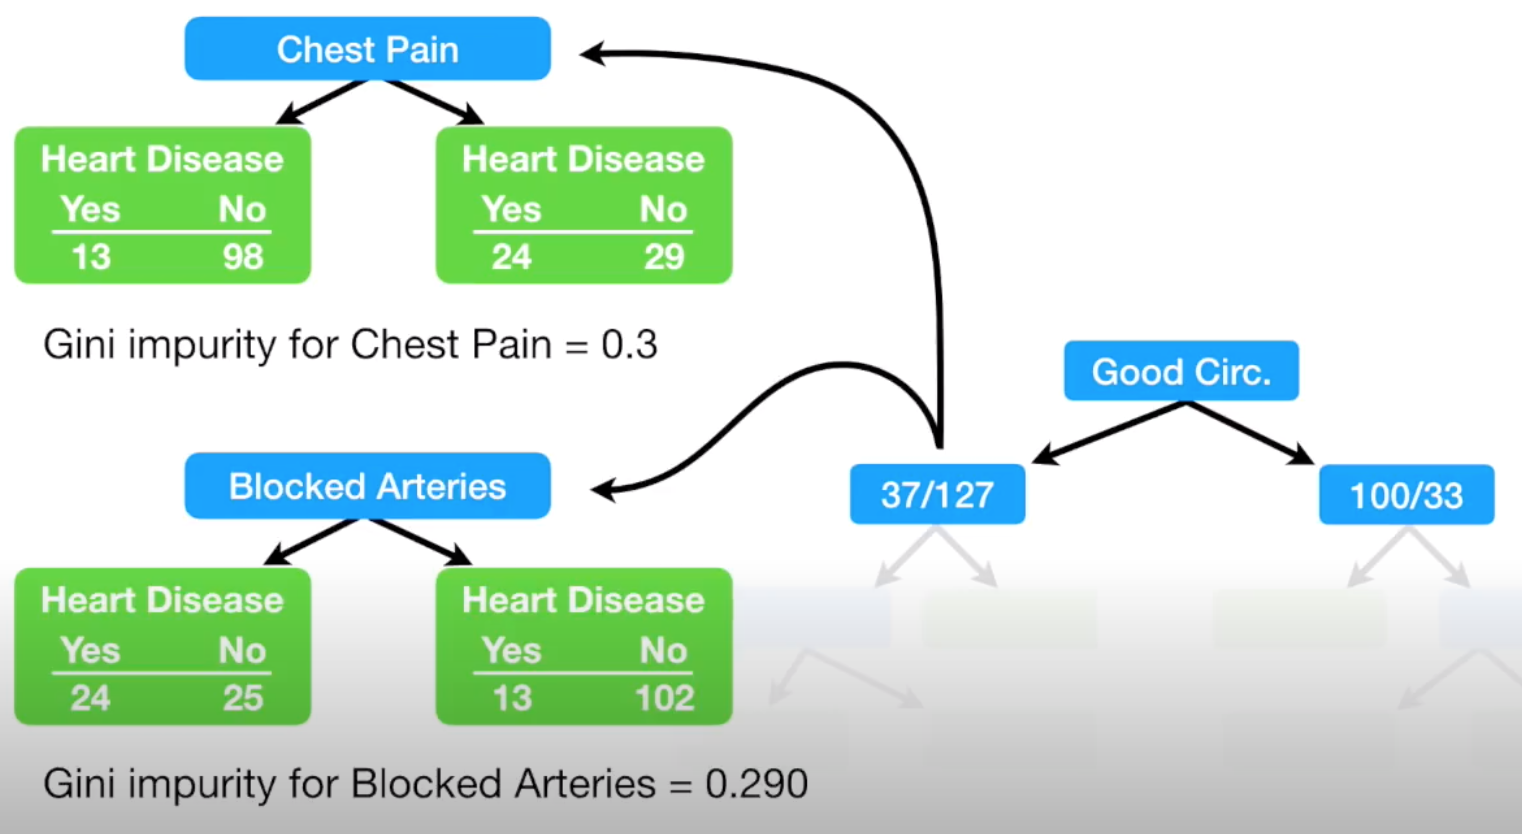 Chest Pain
Heart Disease
Yes No
13 98
Heart Disease
Yes No
24 29
Gini impurity for Chest Pain = 0.3
Good Circ.
37/127
100/33
Blocked Arteries
Heart Disease
Yes No
24 25
Heart Disease
Yes No
13 102
Gini impurity for Blocked Arteries = 0.290